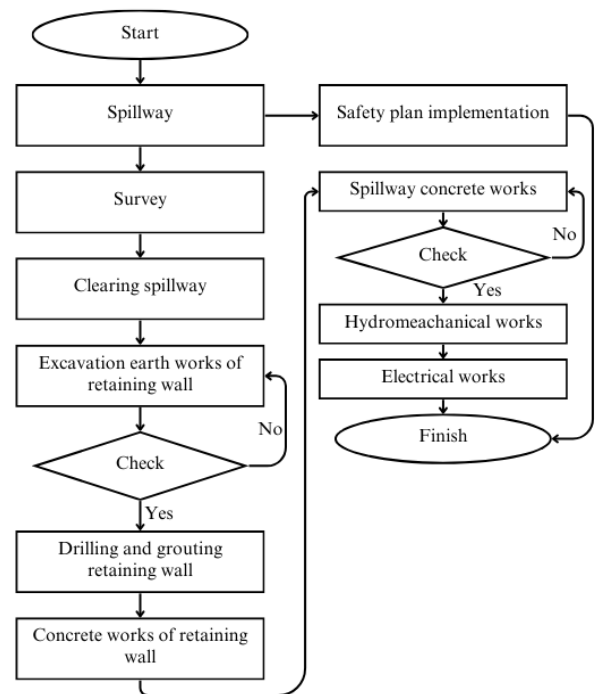 Start
Spillway
Survey
Clearing spillway
Excavation earth works of
retaining wall
No
Check
Yes
Drilling and grouting
retaining wall
Concrete works of retaining
wall
Safety plan implementation
Spillway concrete works
No
Check
Yes
Hydromeachanical works
Electrical works
Finish